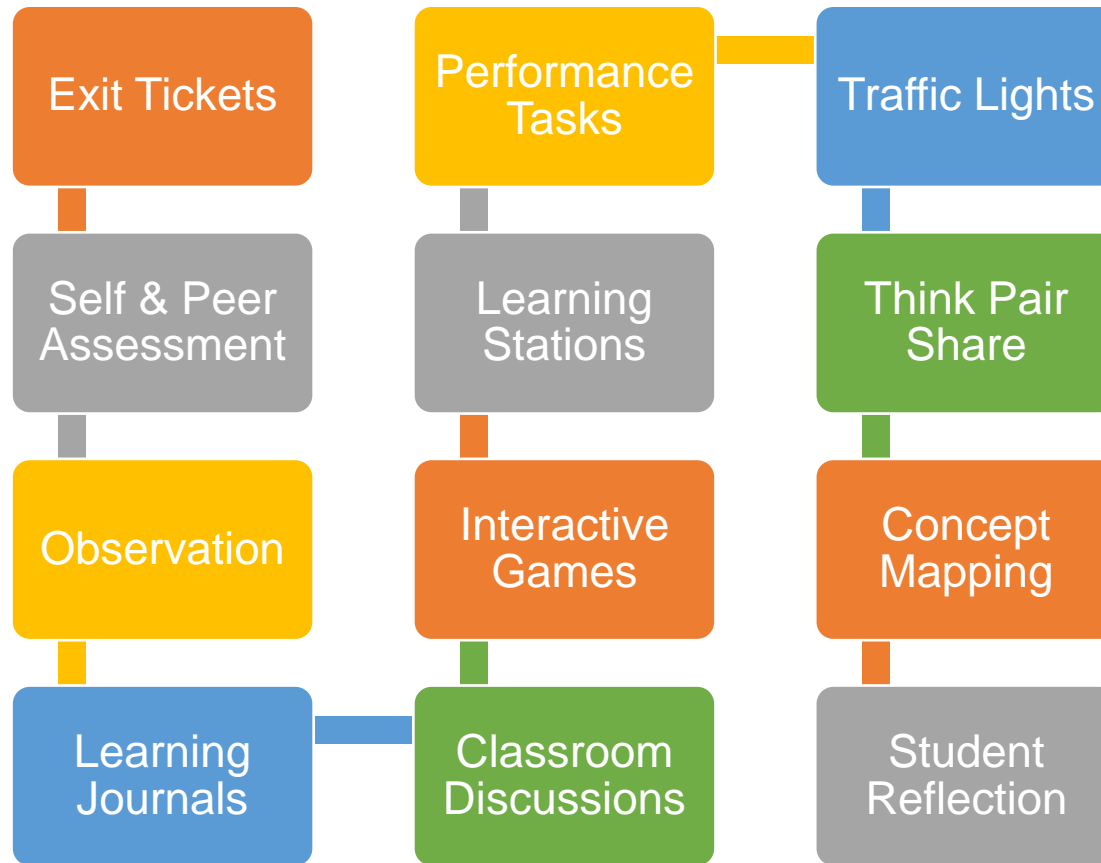 Exit Tickets
Self & Peer
Assessment
Observation
Learning
Journals
Classroom
Discussions
Interactive
Games
Learning
Stations
Performance
Tasks
Traffic Lights
Think Pair
Share
Concept
Mapping
Student
Reflection